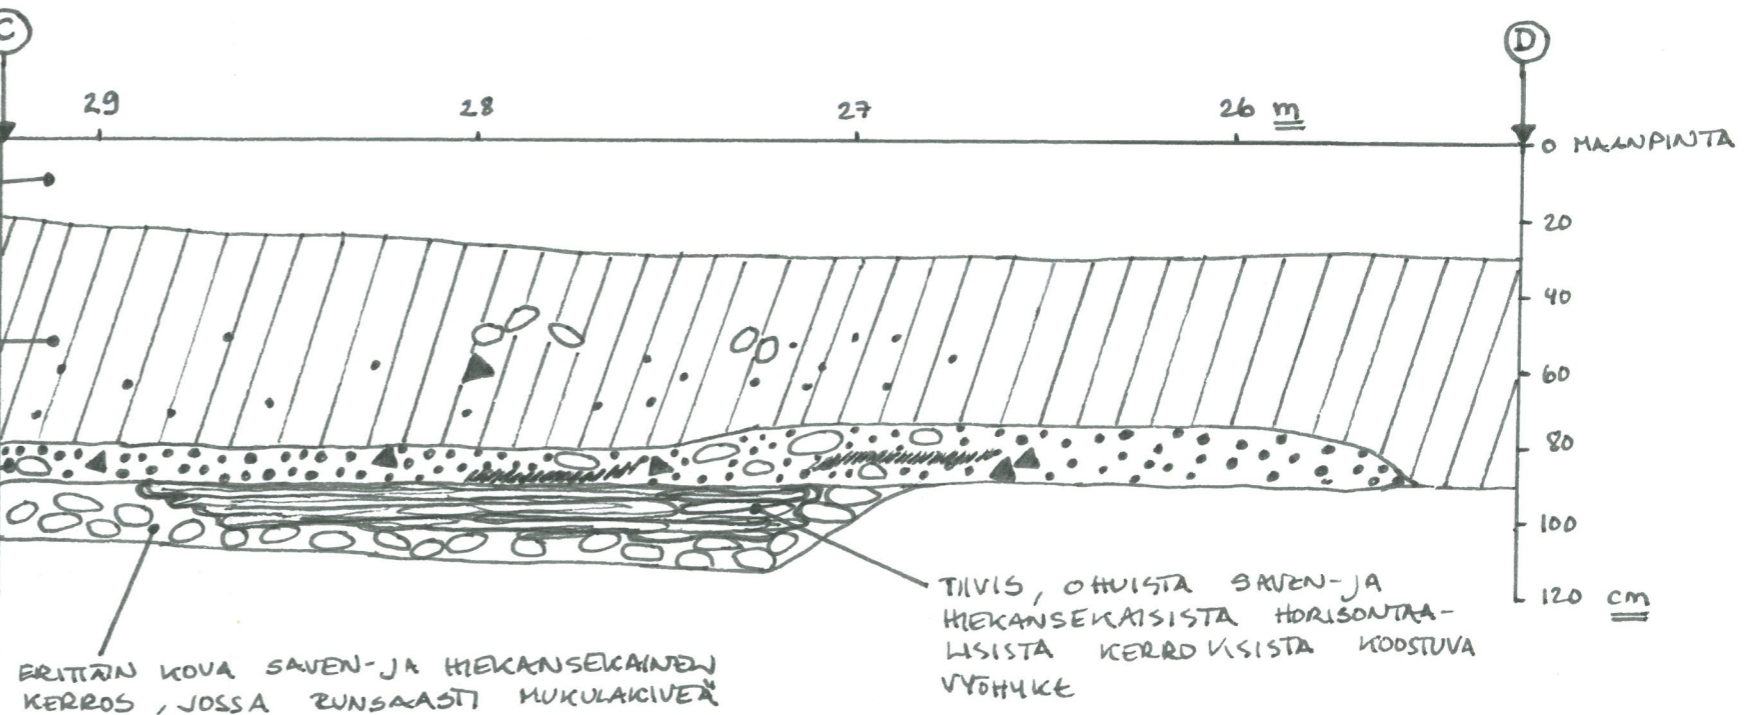 C
D
29 28 27 26 m
0 MAANPINTA
20
40
60
80
100
120 cm
TIIVIS, OHUISTA SAVEN-JA
HIEKANSEKAISISTA HORISONTAA-
LISISTA KERROKSISTA KOOSTUVA
VYÖHYKE
ERITTÄIN KOVA SAVEN-JA HIEKANSEKAINEN
KERROS, JOSSA RUNSAASTI MUKULAKIVEÄ